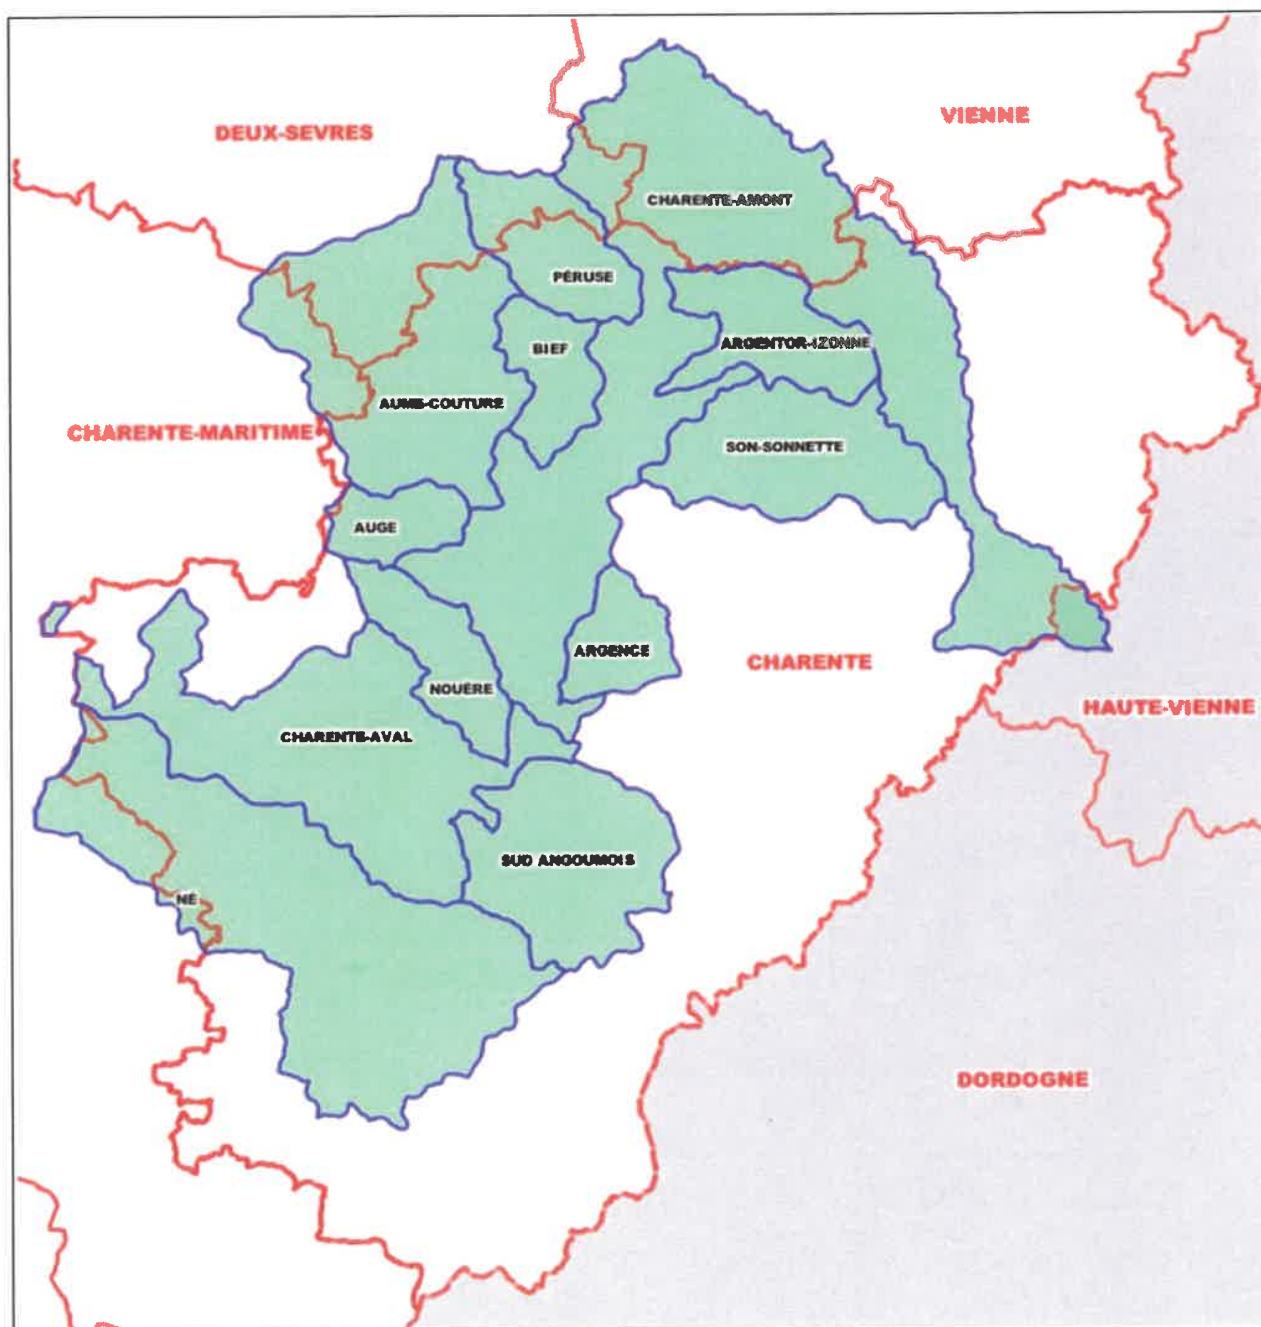 VIENNE
DEUX-SEVRES
CHARENTE-AMONT
PÉRUSE
ARGENTOR-IZONNE
BIEF
AUME-COUTURE
CHARENTE-MARITIME
SON-SONNETTE
AUGE
ARGENCE
CHARENTE
NOUÈRE
HAUTE-VIENNE
CHARENTE-AVAL
SUD ANGOUMOIS
NÉ
DORDOGNE